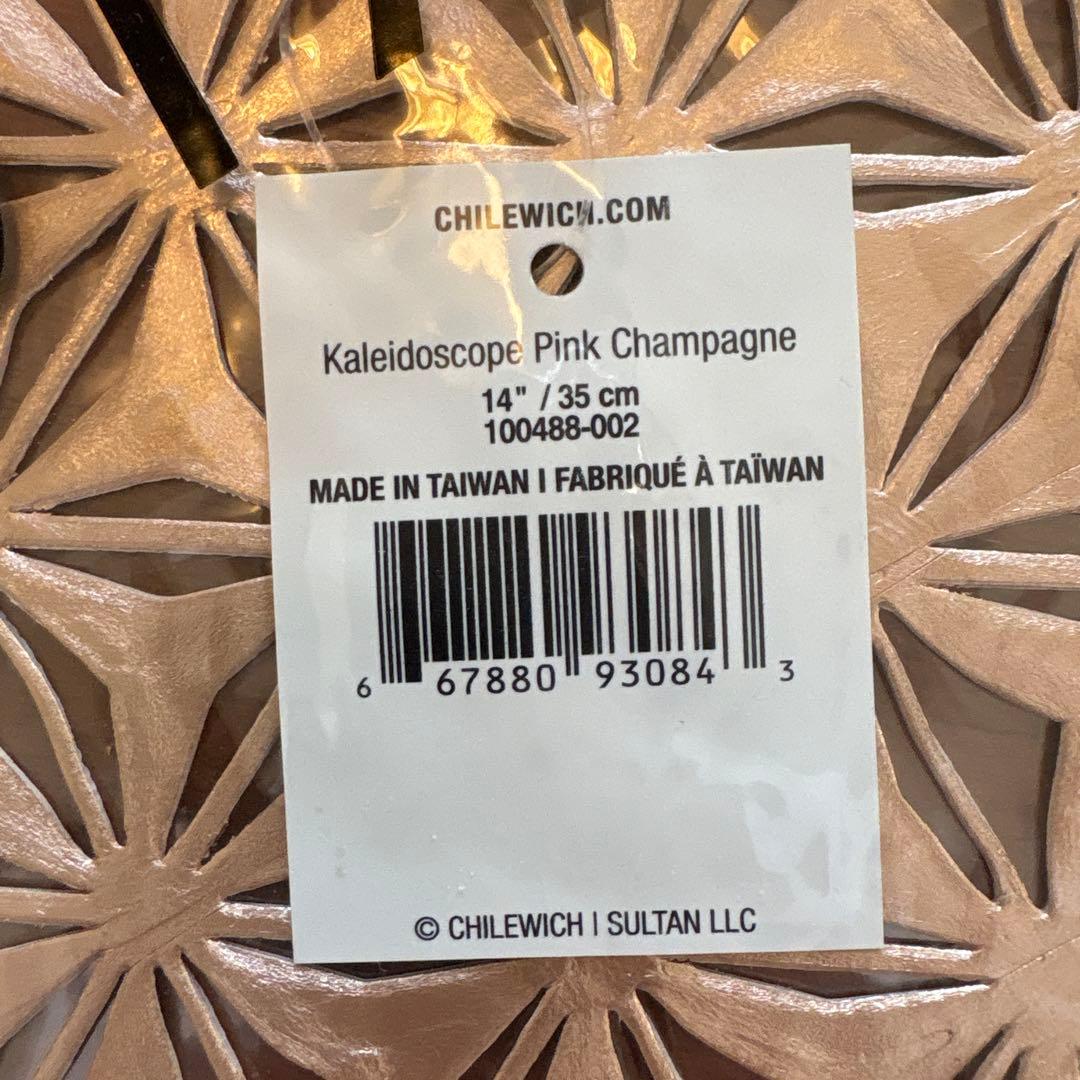 CHILEWICH.COM
Kaleidoscope Pink Champagne
14" / 35 cm
100488-002
MADE IN TAIWAN | FABRIQUÉ À TAÏWAN
6 67880 93084 3
© CHILEWICH | SULTAN LLC